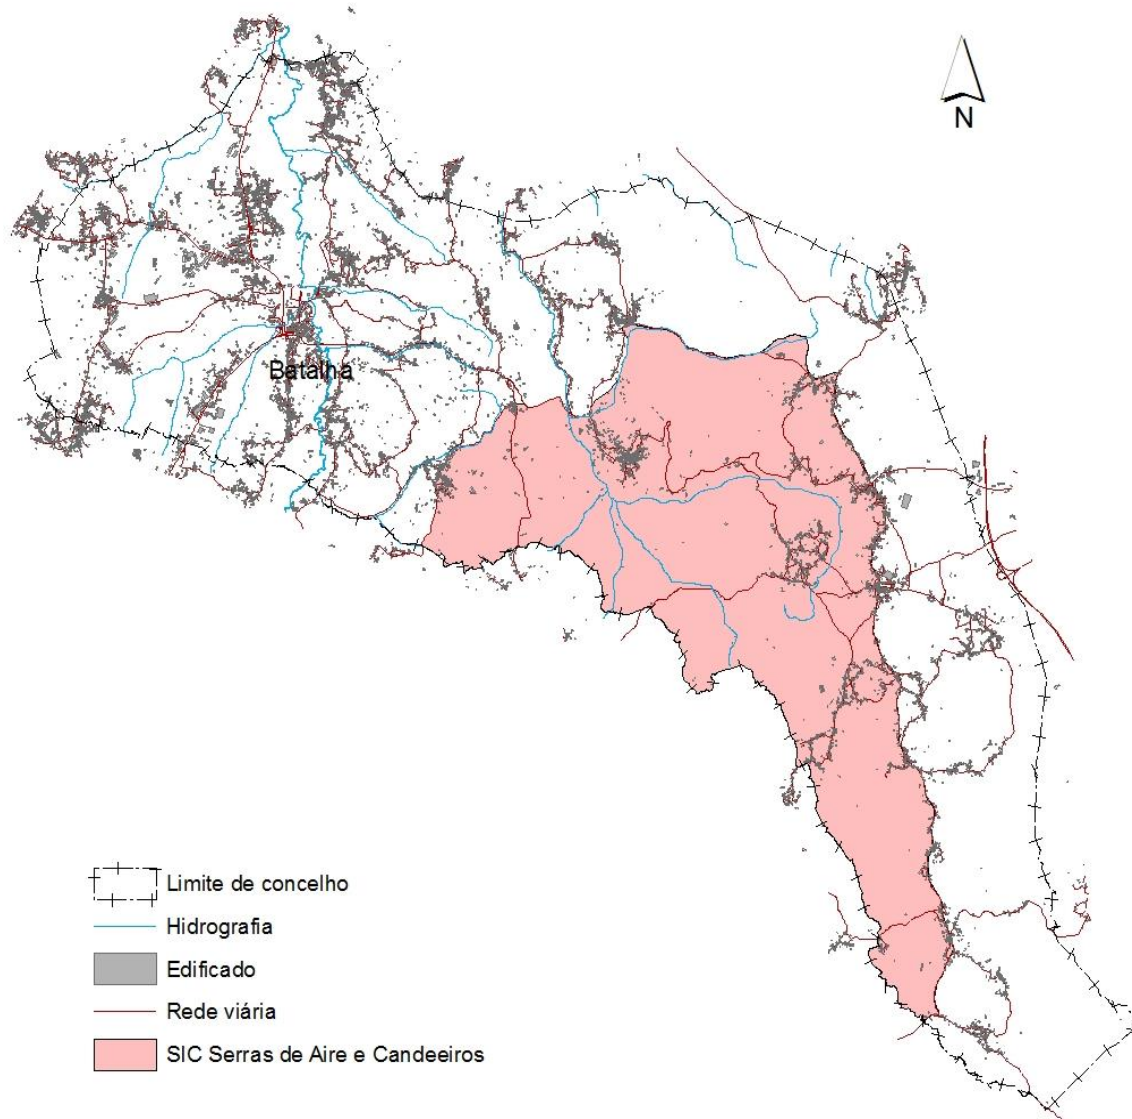 N
Batalha
Limite de concelho
Hidrografia
Edificado
Rede viária
SIC Serras de Aire e Candeeiros